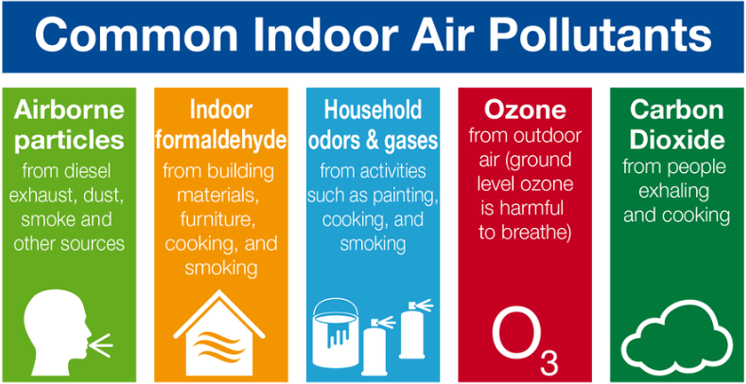 Common Indoor Air Pollutants
Airborne
particles
from diesel
exhaust, dust,
smoke and
other sources
Indoor
formaldehyde
from building
materials,
furniture,
cooking, and
smoking
Household
odors & gases
from activities
such as painting,
cooking, and
smoking
Ozone
from outdoor
air (ground
level ozone
is harmful
to breathe)
O3
Carbon
Dioxide
from people
exhaling
and cooking